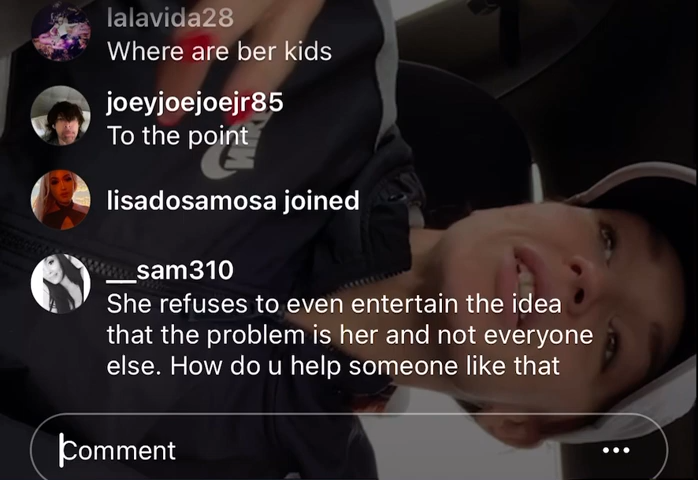 lalavida28
Where are ber kids
joeyjoejoejr85
To the point
NIKE
lisadosamosa joined
__sam310
She refuses to even entertain the idea
that the problem is her and not everyone
else. How do u help someone like that
Comment